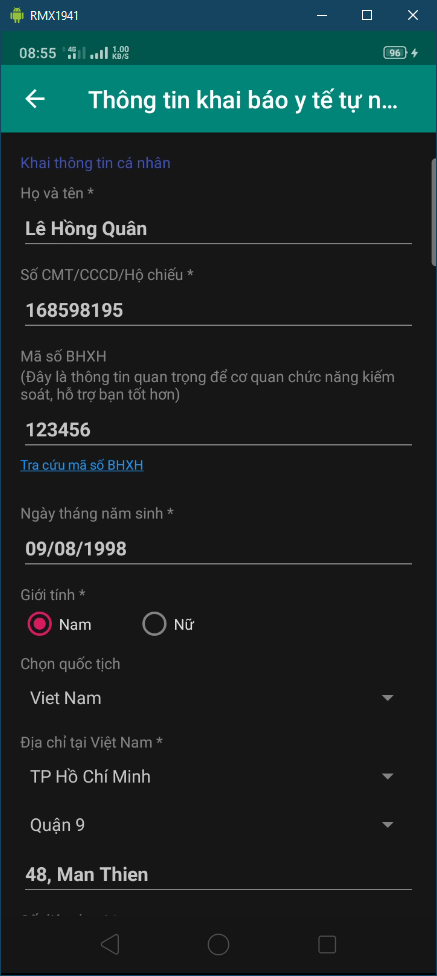 RMX1941
08:55 4G 1.00 KB/S 96
Thông tin khai báo y tế tự n...
Khai thông tin cá nhân
Họ và tên *
Lê Hồng Quân
Số CMT/CCCD/Hộ chiếu *
168598195
Mã số BHXH
(Đây là thông tin quan trọng để cơ quan chức năng kiểm
soát, hỗ trợ bạn tốt hơn)
123456
Tra cứu mã số BHXH
Ngày tháng năm sinh *
09/08/1998
Giới tính *
Nam Nữ
Chọn quốc tịch
Viet Nam
Địa chỉ tại Việt Nam *
TP Hồ Chí Minh
Quận 9
48, Man Thien